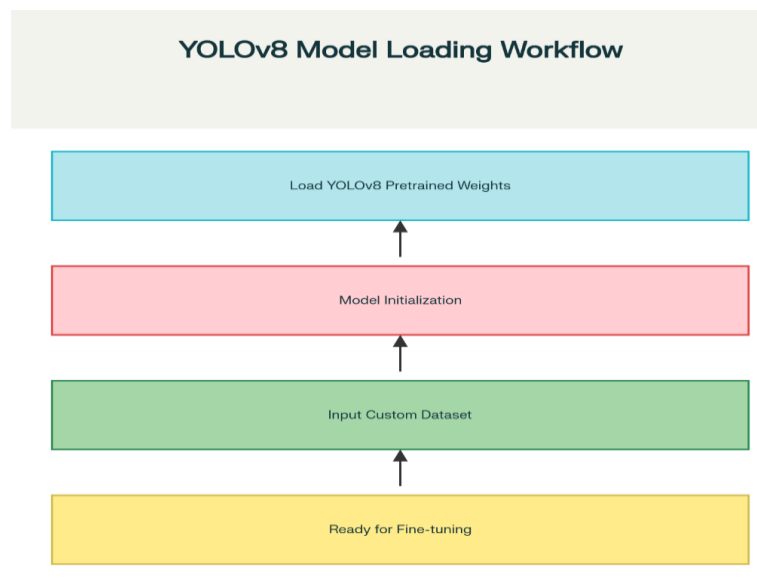 YOLOv8 Model Loading Workflow
Load YOLOv8 Pretrained Weights
Model Initialization
Input Custom Dataset
Ready for Fine-tuning